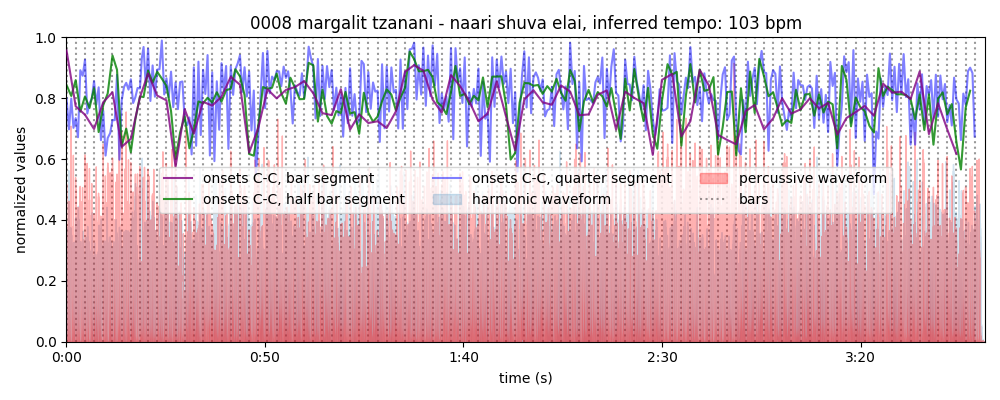 0008 margalit tzanani - naari shuva elai, inferred tempo: 103 bpm
1.0
0.8
0.6
0.4
0.2
0.0
normalized values
onsets C-C, bar segment
onsets C-C, half bar segment
onsets C-C, quarter segment
harmonic waveform
percussive waveform
bars
0:00
0:50
1:40
2:30
3:20
time (s)